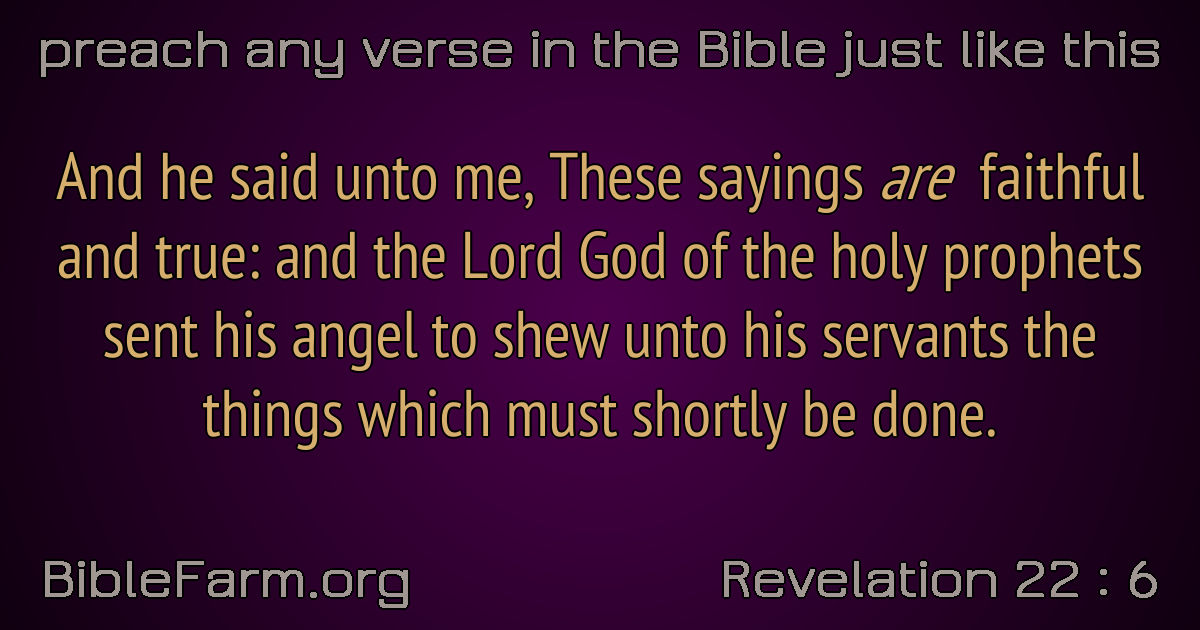 preach any verse in the Bible just like this
And he said unto me, These sayings are faithful
and true: and the Lord God of the holy prophets
sent his angel to shew unto his servants the
things which must shortly be done.
BibleFarm.org
Revelation 22 : 6